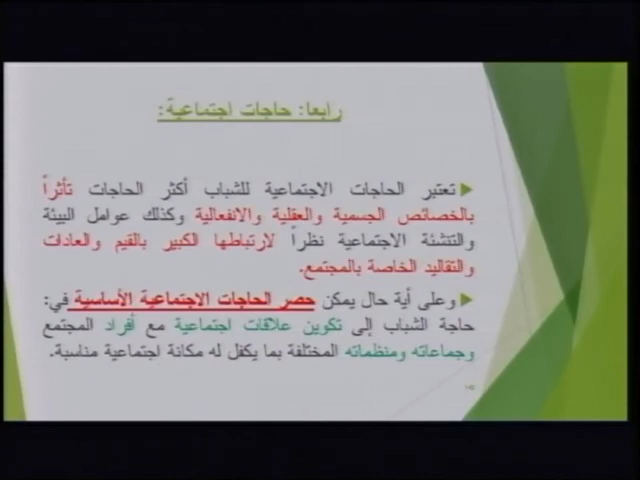 رابعا: حاجات اجتماعية:
تعتبر الحاجات الاجتماعية للشباب أكثر الحاجات تأثراً
بالخصائص الجسمية والعقلية والانفعالية وكذلك عوامل البيئة
والتنشئة الاجتماعية نظراً لارتباطها الكبير بالقيم والعادات
والتقاليد الخاصة بالمجتمع.
وعلى أية حال يمكن حصر الحاجات الاجتماعية الأساسية في:
حاجة الشباب إلى تكوين علاقات اجتماعية مع أفراد المجتمع
وجماعاته ومنظماته المختلفة بما يكفل له مكانة اجتماعية مناسبة.